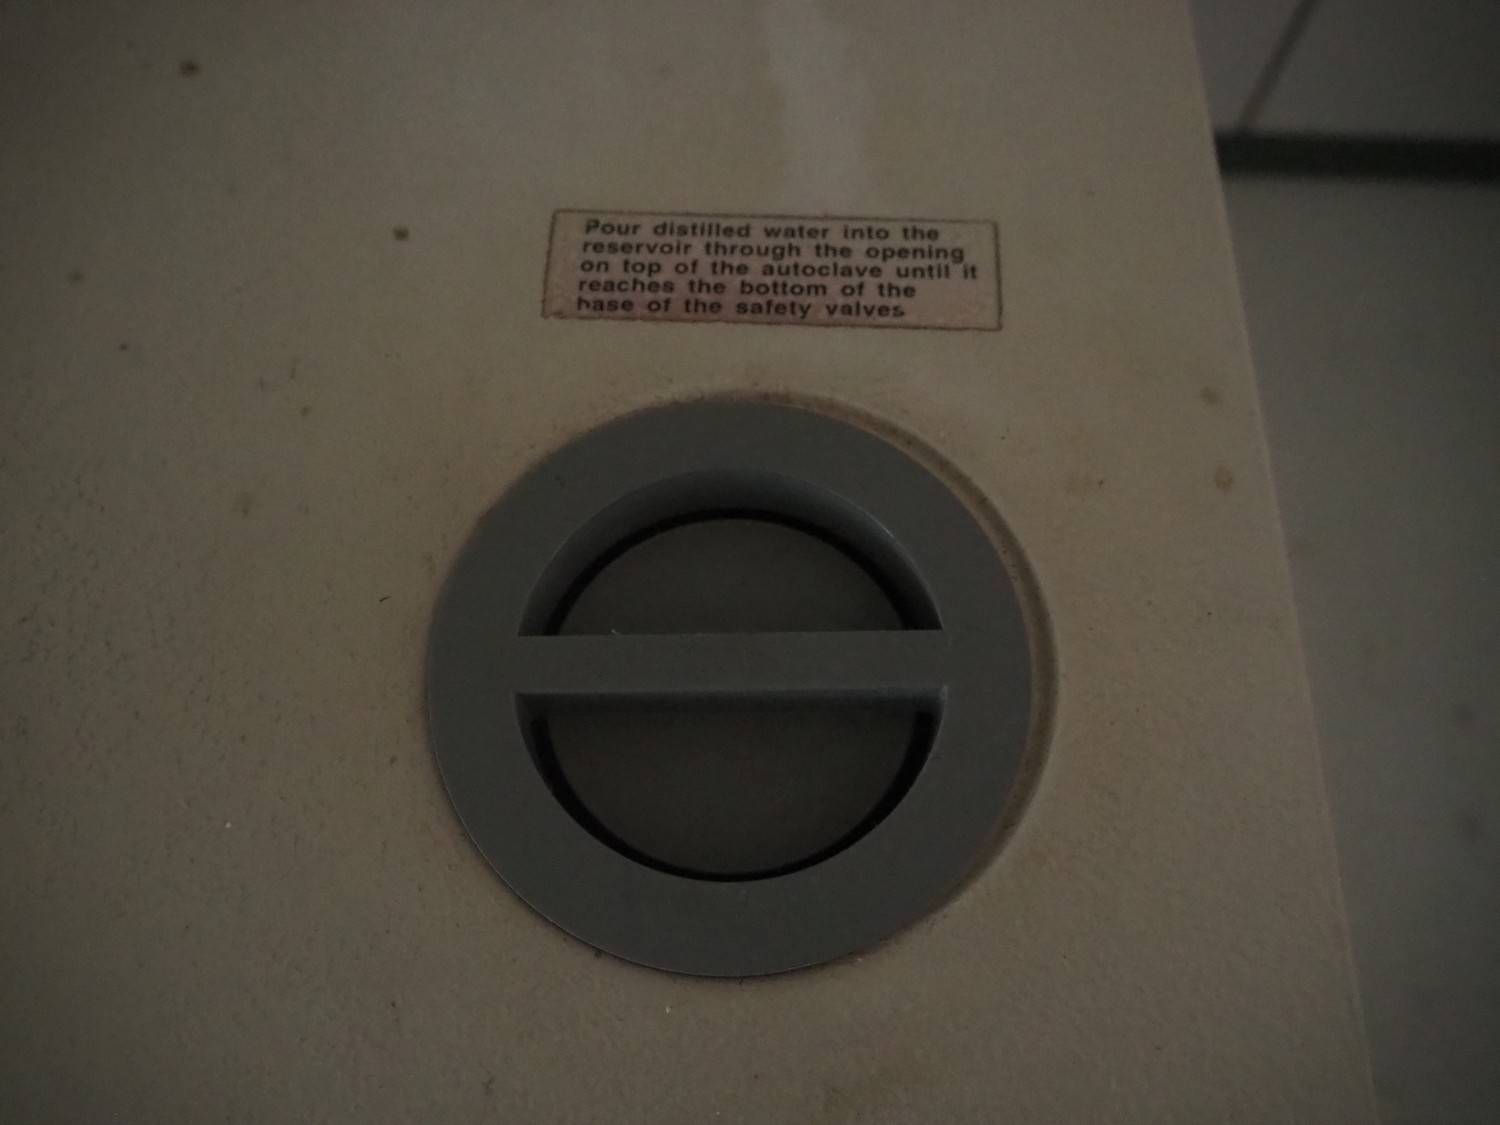 Pour distilled water into the
reservoir through the opening
on top of the autoclave until it
reaches the bottom of the
base of the safety valves